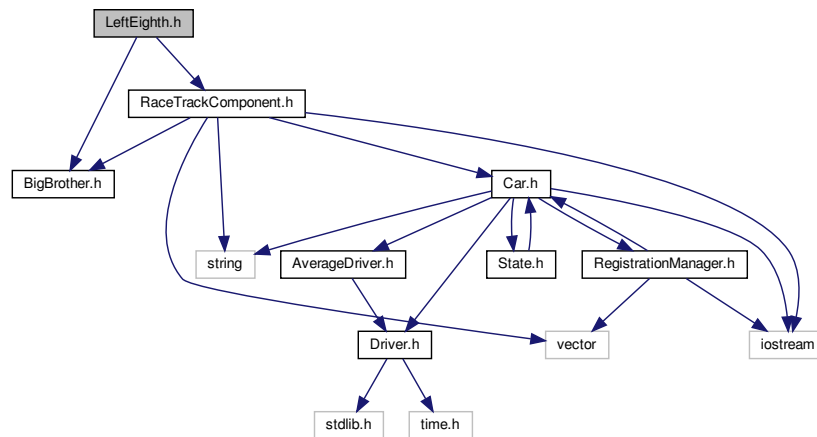 LeftEighth.h
RaceTrackComponent.h
BigBrother.h
Car.h
string
AverageDriver.h
State.h
RegistrationManager.h
Driver.h
vector
iostream
stdlib.h
time.h